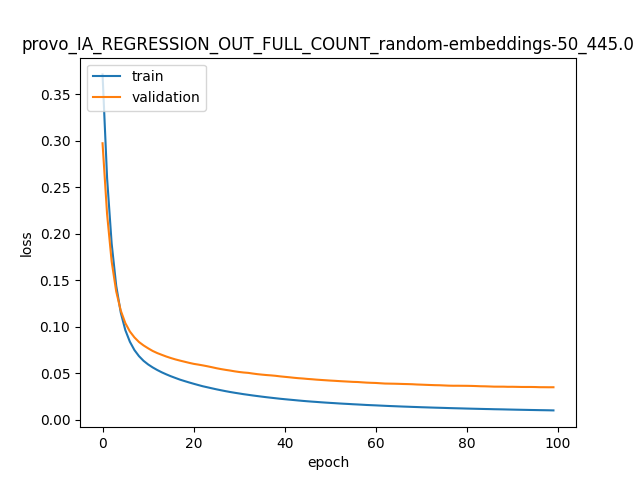 provo_IA_REGRESSION_OUT_FULL_COUNT_random-embeddings-50_445.0
train
validation
0.35
0.30
0.25
0.20
0.15
0.10
0.05
0.00
loss
0 20 40 60 80 100
epoch